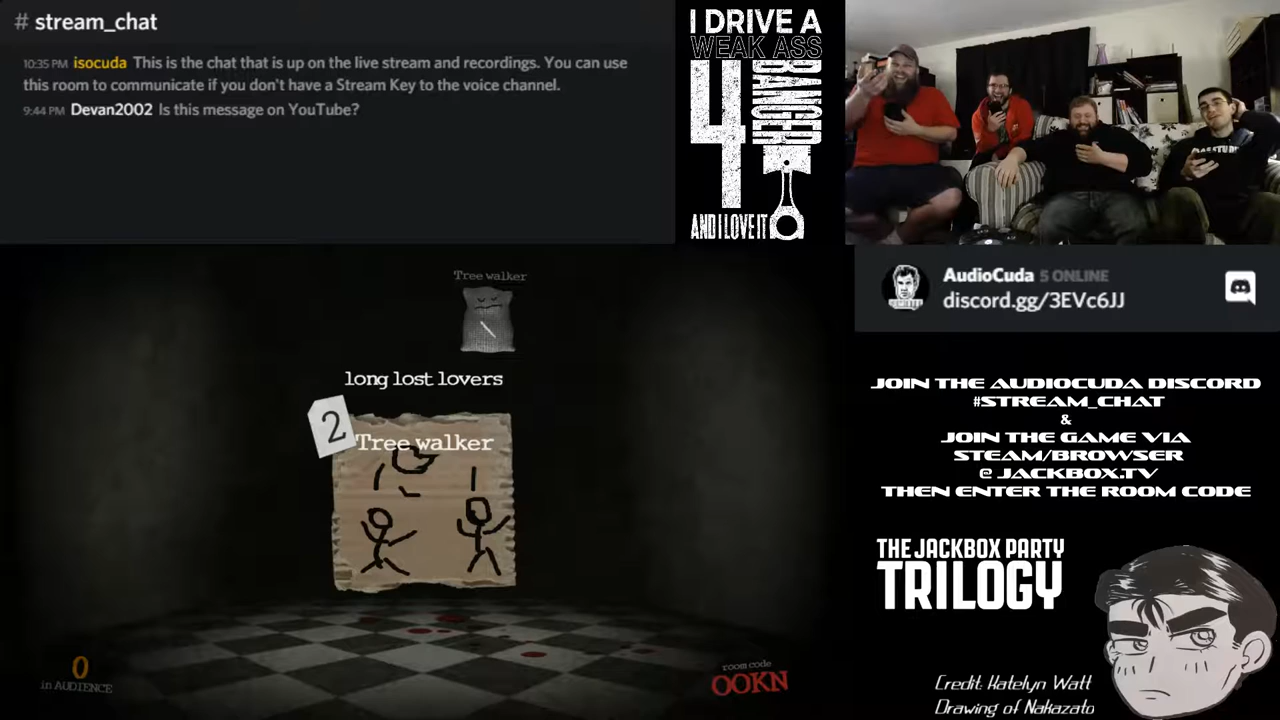 # stream_chat
10:35 PM isocuda This is the chat that is up on the live stream and recordings. You can use
this room to communicate if you don't have a Stream Key to the voice channel.
9:44 PM Devan2002 Is this message on YouTube?
I DRIVE A
WEAK ASS
4
BANGER
AND I LOVE IT
AudioCuda 5 ONLINE
discord.gg/3EVc6JJ
Tree walker
long lost lovers
2
Tree walker
0
in AUDIENCE
room code
OOKN
JOIN THE AUDIOCUDA DISCORD
#STREAM_CHAT
&
JOIN THE GAME VIA
STEAM/BROWSER
@ JACKBOX.TV
THEN ENTER THE ROOM CODE
THE JACKBOX PARTY
TRILOGY
Credit: Katelyn Watt
Drawing of Nakazato